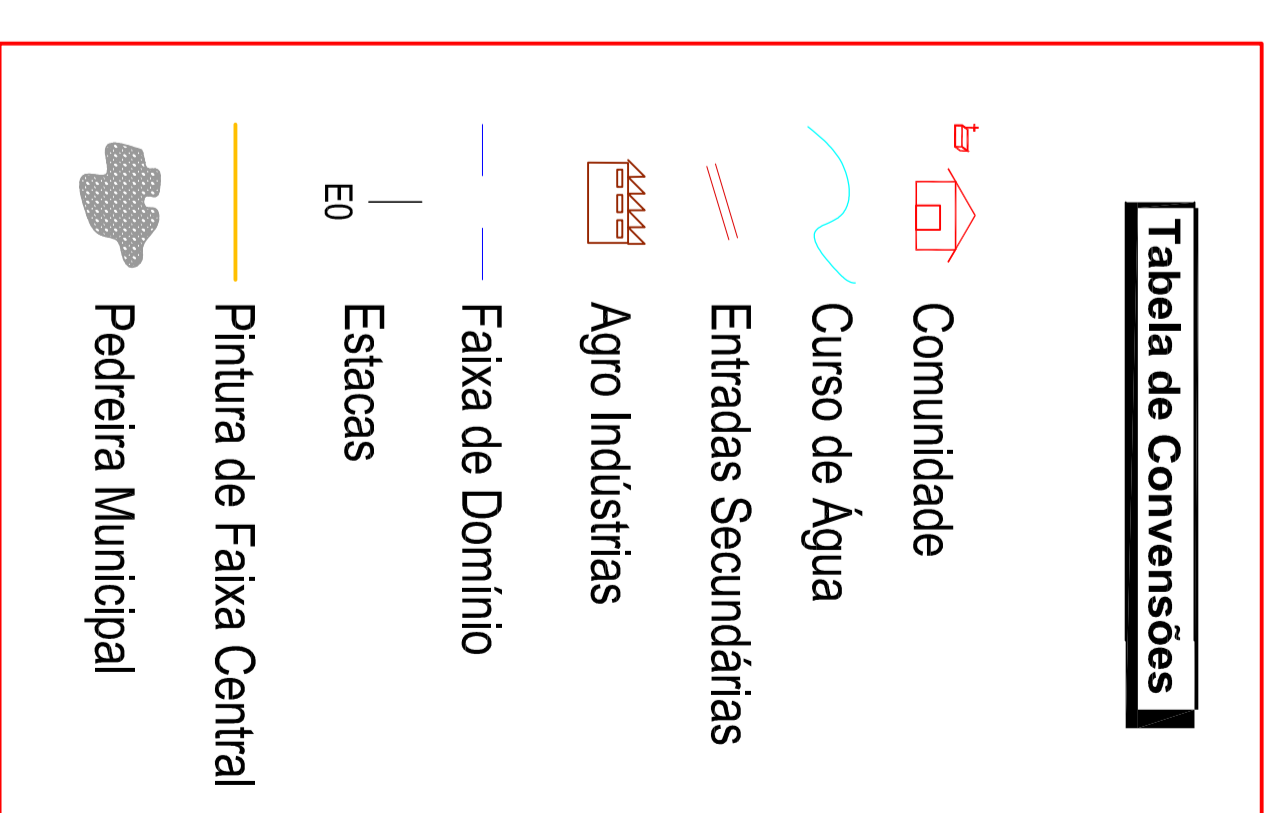 Tabela de Convensões
Comunidade
Curso de Água
Entradas Secundárias
Agro Indústrias
Faixa de Domínio
E0
Estacas
Pintura de Faixa Central
Pedreira Municipal